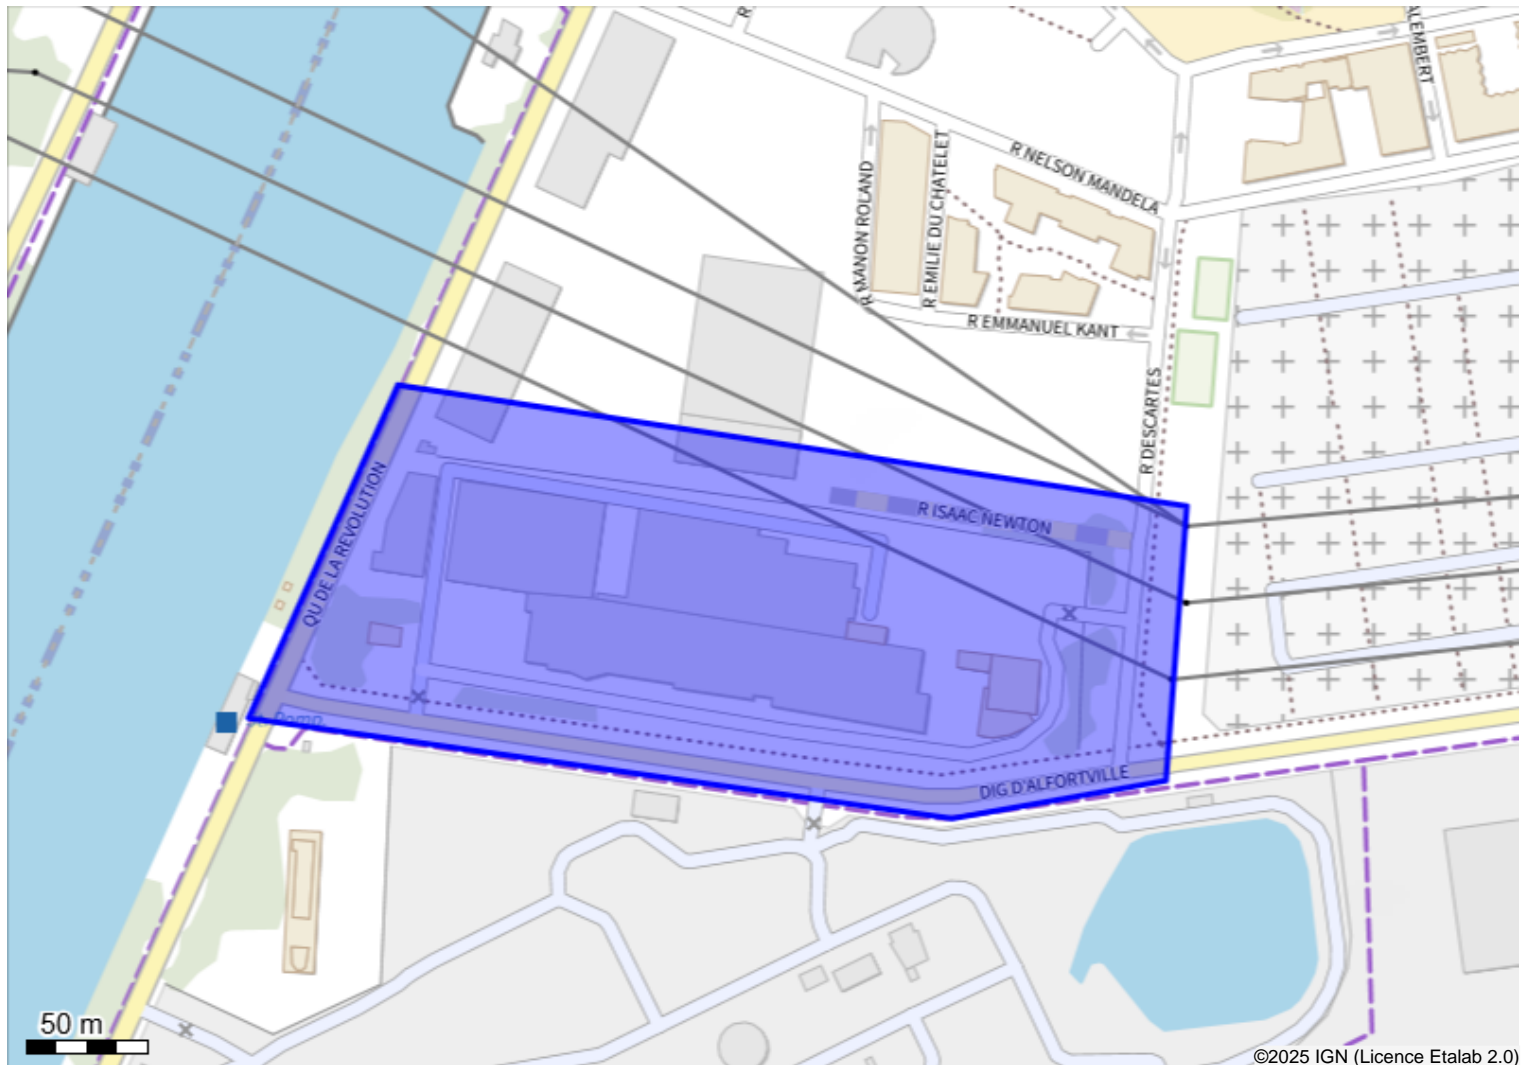 ALEMBERT
R
R NELSON MANDELA
R MANON ROLAND
R EMILIE DU CHATELET
R EMMANUEL KANT
R DESCARTES
QU DE LA REVOLUTION
R ISAAC NEWTON
DIG D'ALFORTVILLE
50 m
©2025 IGN (Licence Etalab 2.0)